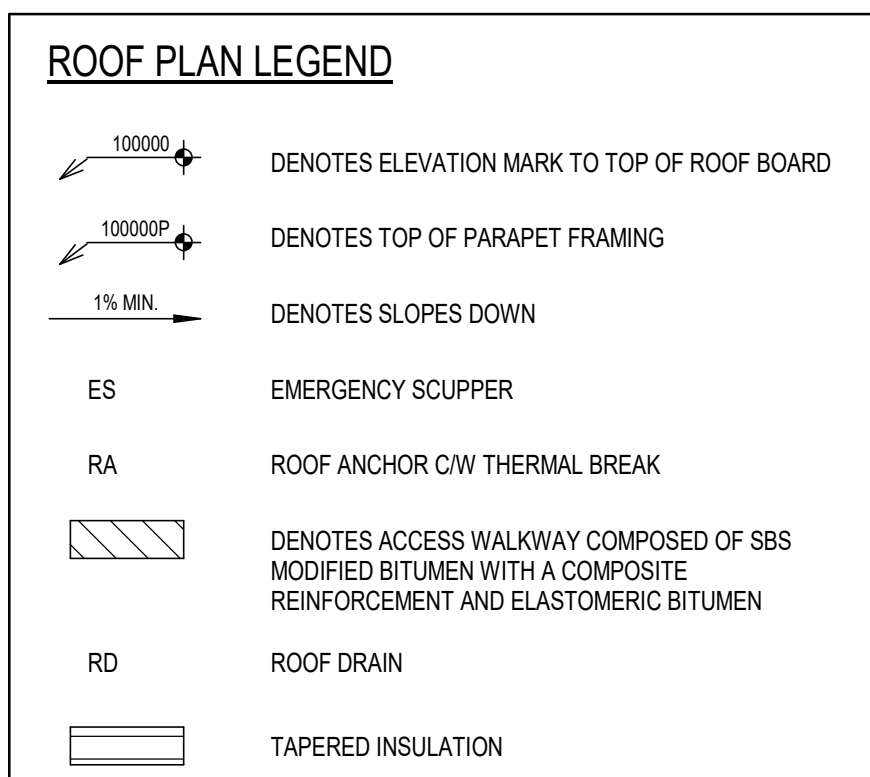 ROOF PLAN LEGEND
100000 DENOTES ELEVATION MARK TO TOP OF ROOF BOARD
100000P DENOTES TOP OF PARAPET FRAMING
1% MIN. DENOTES SLOPES DOWN
ES EMERGENCY SCUPPER
RA ROOF ANCHOR C/W THERMAL BREAK
DENOTES ACCESS WALKWAY COMPOSED OF SBS
MODIFIED BITUMEN WITH A COMPOSITE
REINFORCEMENT AND ELASTOMERIC BITUMEN
RD ROOF DRAIN
TAPERED INSULATION